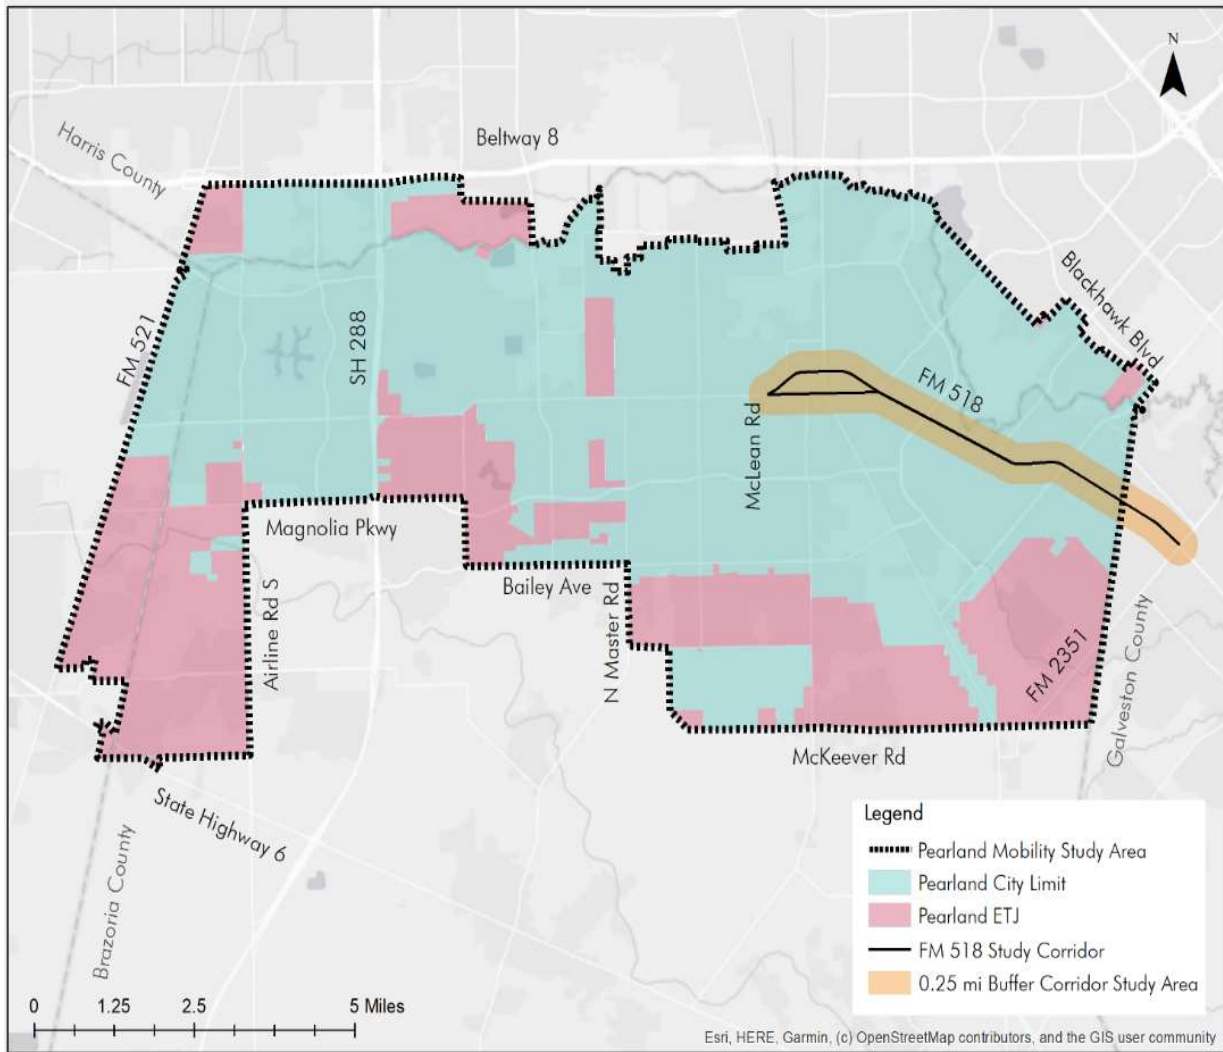 N
Beltway 8
Harris County
Blackhawk Blvd
FM 521
SH 288
FM 518
McLean Rd
Magnolia Pkwy
Bailey Ave
Airline Rd S
N Master Rd
FM 2351
Galveston County
McKeever Rd
State Highway 6
Brazoria County
Legend
Pearland Mobility Study Area
Pearland City Limit
Pearland ETJ
FM 518 Study Corridor
0.25 mi Buffer Corridor Study Area
0 1.25 2.5 5 Miles
Esri, HERE, Garmin, (c) OpenStreetMap contributors, and the GIS user community